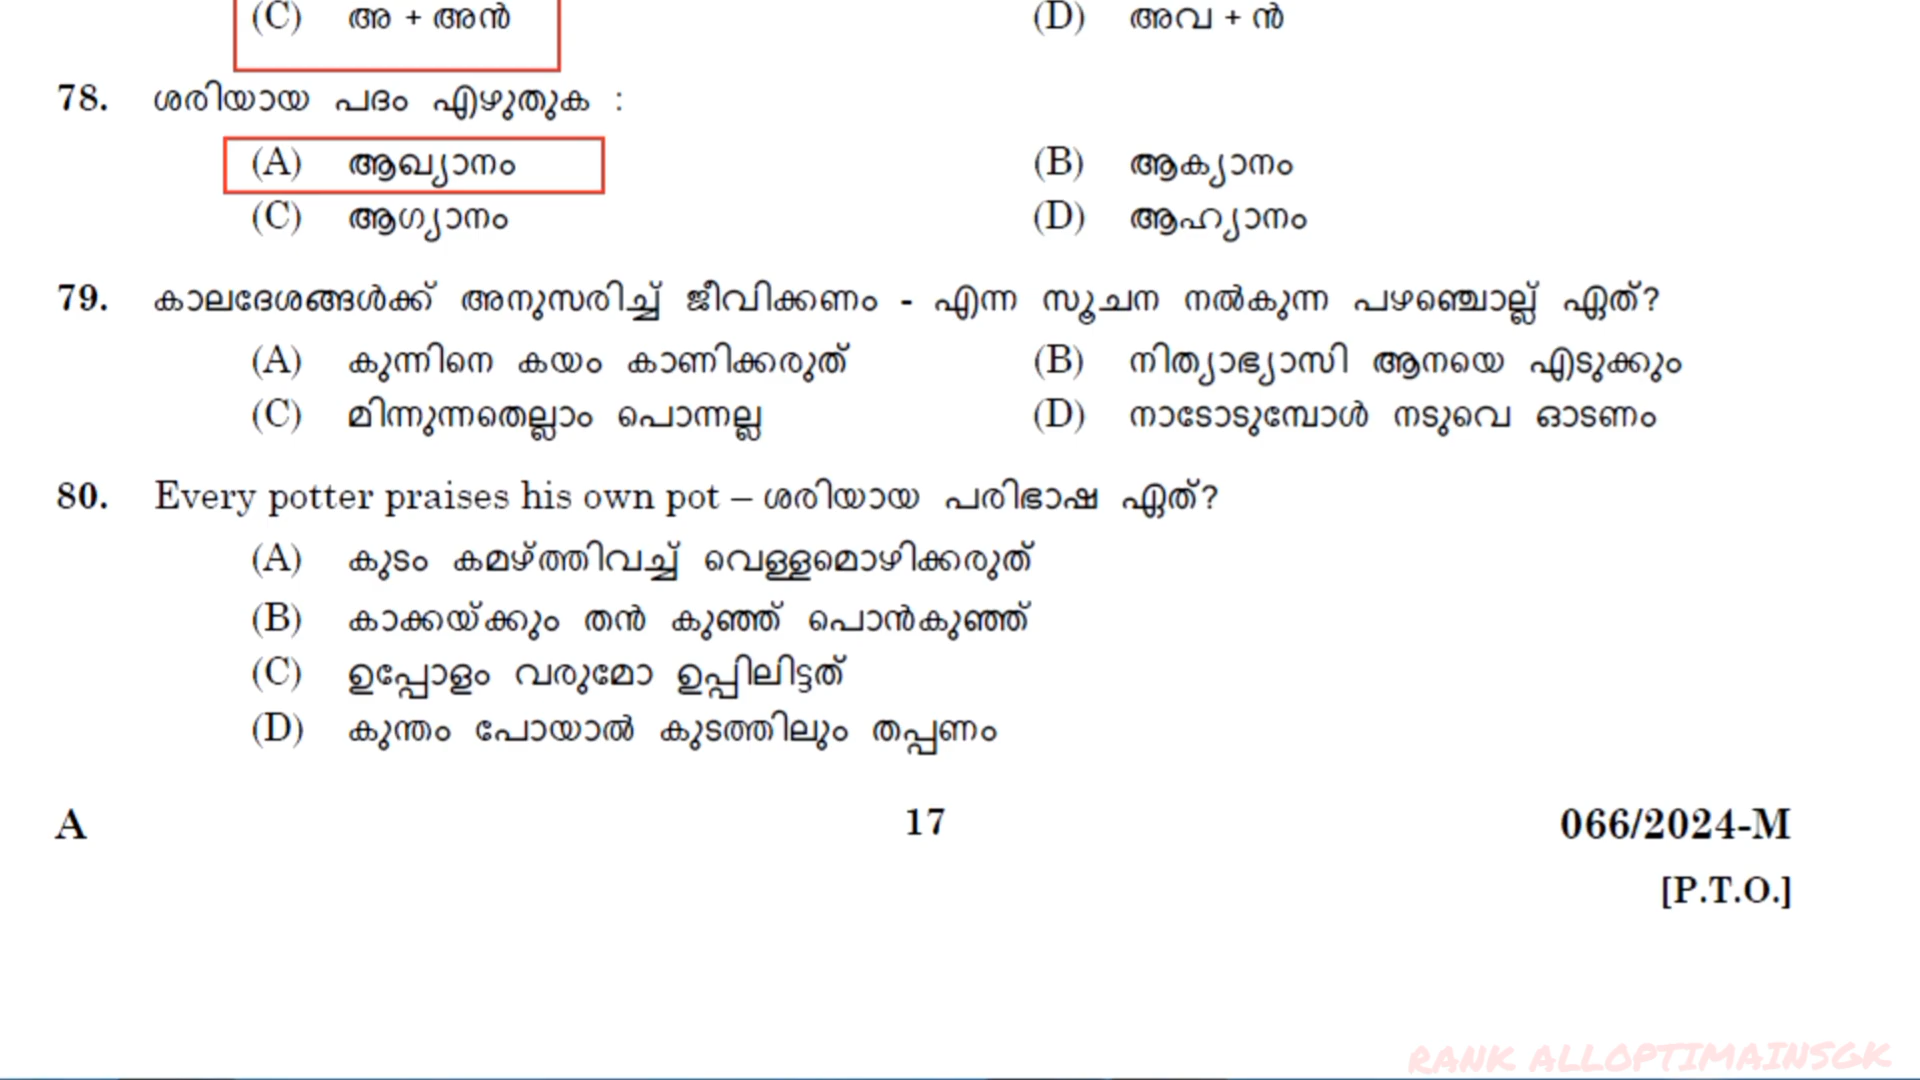 (C) അ + അൻ (D) അവ + ൻ
78. ശരിയായ പദം എഴുതുക :
(A) ആഖ്യാനം (B) ആക്യാനം
(C) ആഗ്യാനം (D) ആഹ്യാനം
79. കാലദേശങ്ങൾക്ക് അനുസരിച്ച് ജീവിക്കണം - എന്ന സൂചന നൽകുന്ന പഴഞ്ചൊല്ല് ഏത്?
(A) കുന്നിനെ കയം കാണിക്കരുത് (B) നിത്യാഭ്യാസി ആനയെ എടുക്കും
(C) മിന്നുന്നതെല്ലാം പൊന്നല്ല (D) നാടോടുമ്പോൾ നടുവെ ഓടണം
80. Every potter praises his own pot – ശരിയായ പരിഭാഷ ഏത്?
(A) കുടം കമഴ്ത്തിവച്ച് വെള്ളമൊഴിക്കരുത്
(B) കാക്കയ്ക്കും തൻ കുഞ്ഞ് പൊൻകുഞ്ഞ്
(C) ഉപ്പോളം വരുമോ ഉപ്പിലിട്ടത്
(D) കുന്തം പോയാൽ കുടത്തിലും തപ്പണം
A 17 066/2024-M
[P.T.O.]
RANK ALLOPTIMAINSGK